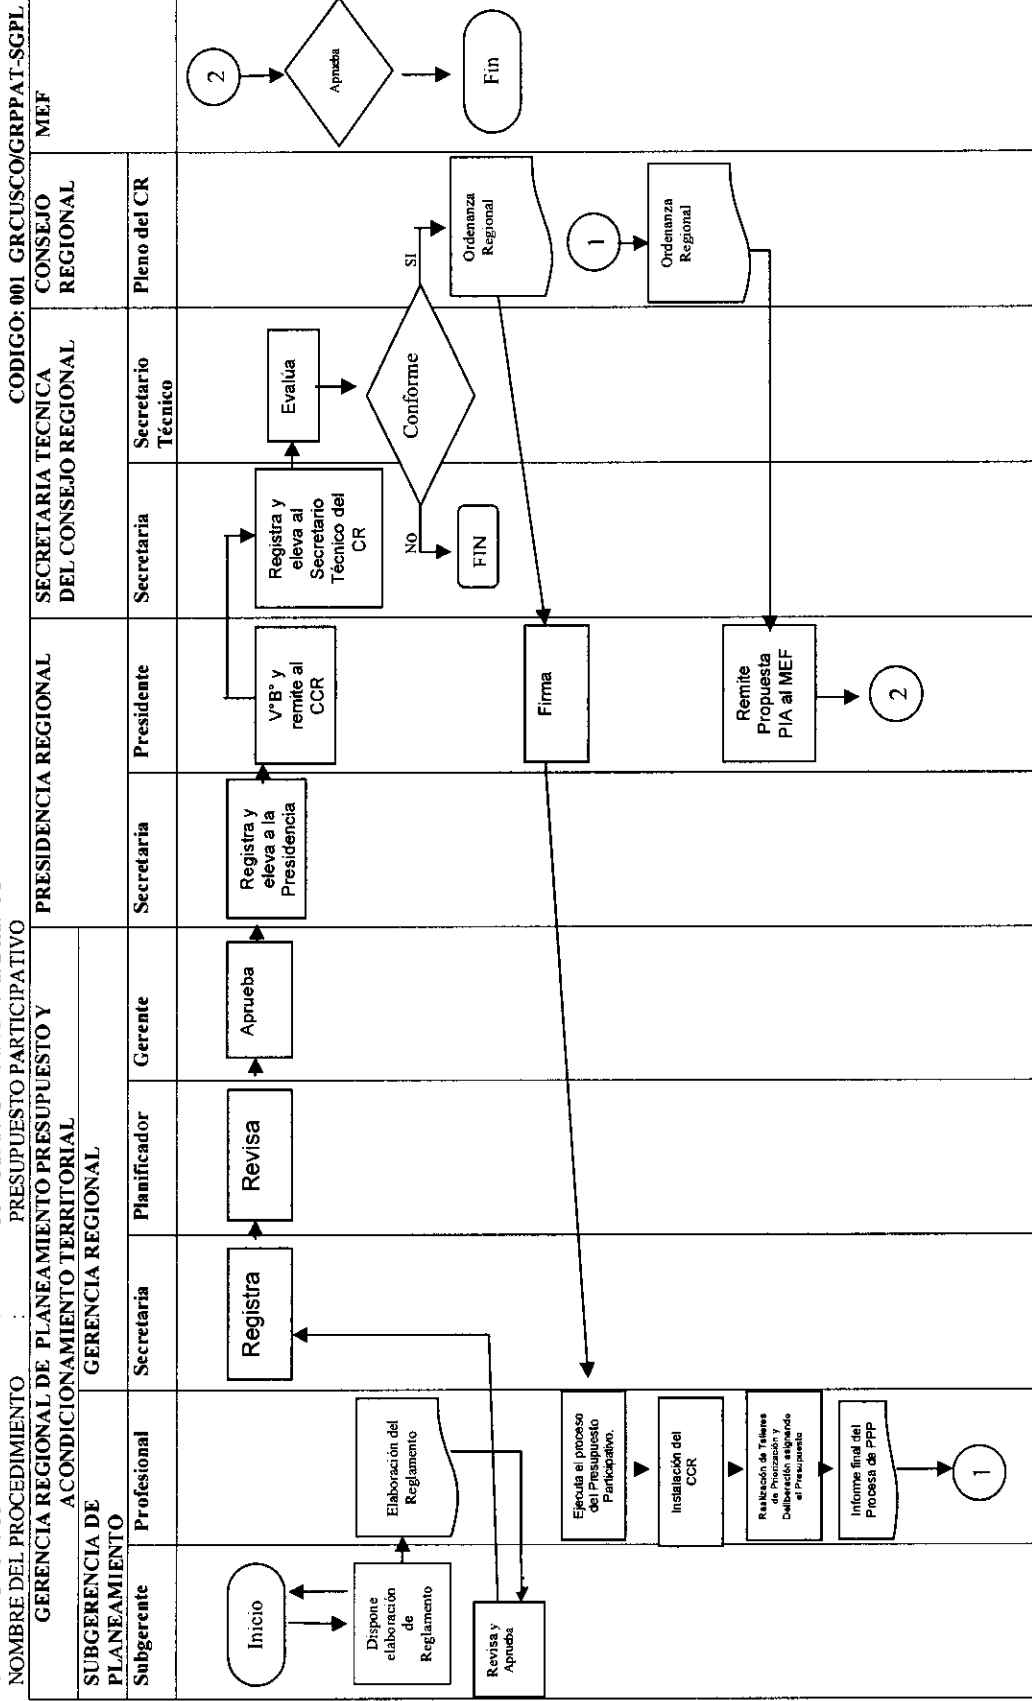 CODIGO: 001 GRCUSCO/GRPPAT-SGPL
NOMBRE DEL PROCEDIMIENTO : PRESUPUESTO PARTICIPATIVO
GERENCIA REGIONAL DE PLANEAMIENTO PRESUPUESTO Y
ACONDICIONAMIENTO TERRITORIAL
PRESIDENCIA REGIONAL
SECRETARIA TECNICA
DEL CONSEJO REGIONAL
CONSEJO
REGIONAL
MEF
SUBGERENCIA DE
PLANEAMIENTO
GERENCIA REGIONAL
Subgerente
Profesional
Secretaria
Planificador
Gerente
Secretaria
Presidente
Secretaria
Secretario
Técnico
Pleno del CR
Inicio
Dispone
elaboración
de
Reglamento
Elaboración del
Reglamento
Revisa y
Aprueba
Registra
Revisa
Aprueba
Registra y
eleva a la
Presidencia
V°B° y
remite al
CCR
Registra y
eleva al
Secretario
Técnico del
CR
Evalúa
Conforme
NO
FIN
SI
Ordenanza
Regional
Firma
Ejecuta el proceso
del Presupuesto
Participativo.
Instalación del
CCR
Realización de Talleres
de Priorización y
Deliberación asignando
el Presupuesto
Informe final del
Procesa de PPP
1
1
Ordenanza
Regional
Remite
Propuesta
PIA al MEF
2
2
Aprueba
Fin